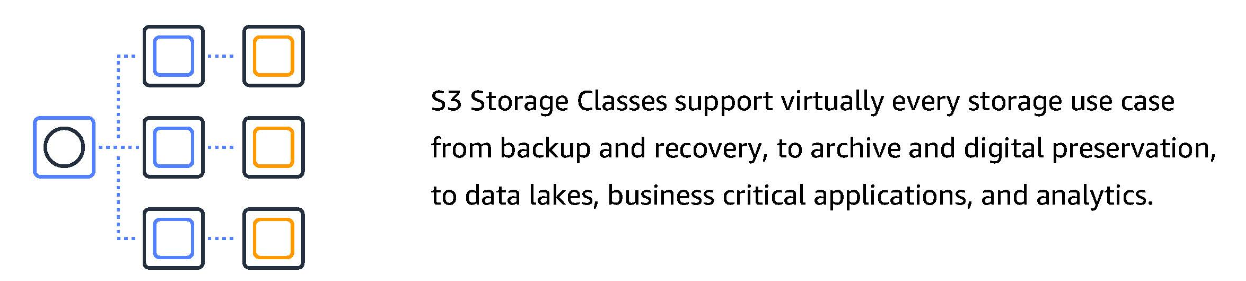 S3 Storage Classes support virtually every storage use case
from backup and recovery, to archive and digital preservation,
to data lakes, business critical applications, and analytics.